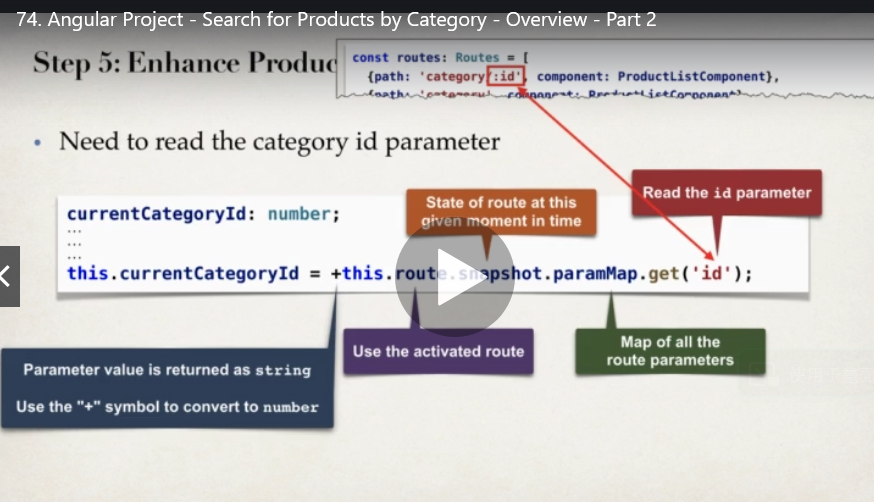 74. Angular Project - Search for Products by Category - Overview - Part 2
Step 5: Enhance Produc
const routes: Routes = [
{path: 'category/:id', component: ProductListComponent},
{path: 'category', component: ProductListComponent},
• Need to read the category id parameter
Read the id parameter
State of route at this
given moment in time
currentCategoryId: number;
...
...
...
this.currentCategoryId = +this.route.snapshot.paramMap.get('id');
Use the activated route
Map of all the
route parameters
Parameter value is returned as string
Use the "+" symbol to convert to number